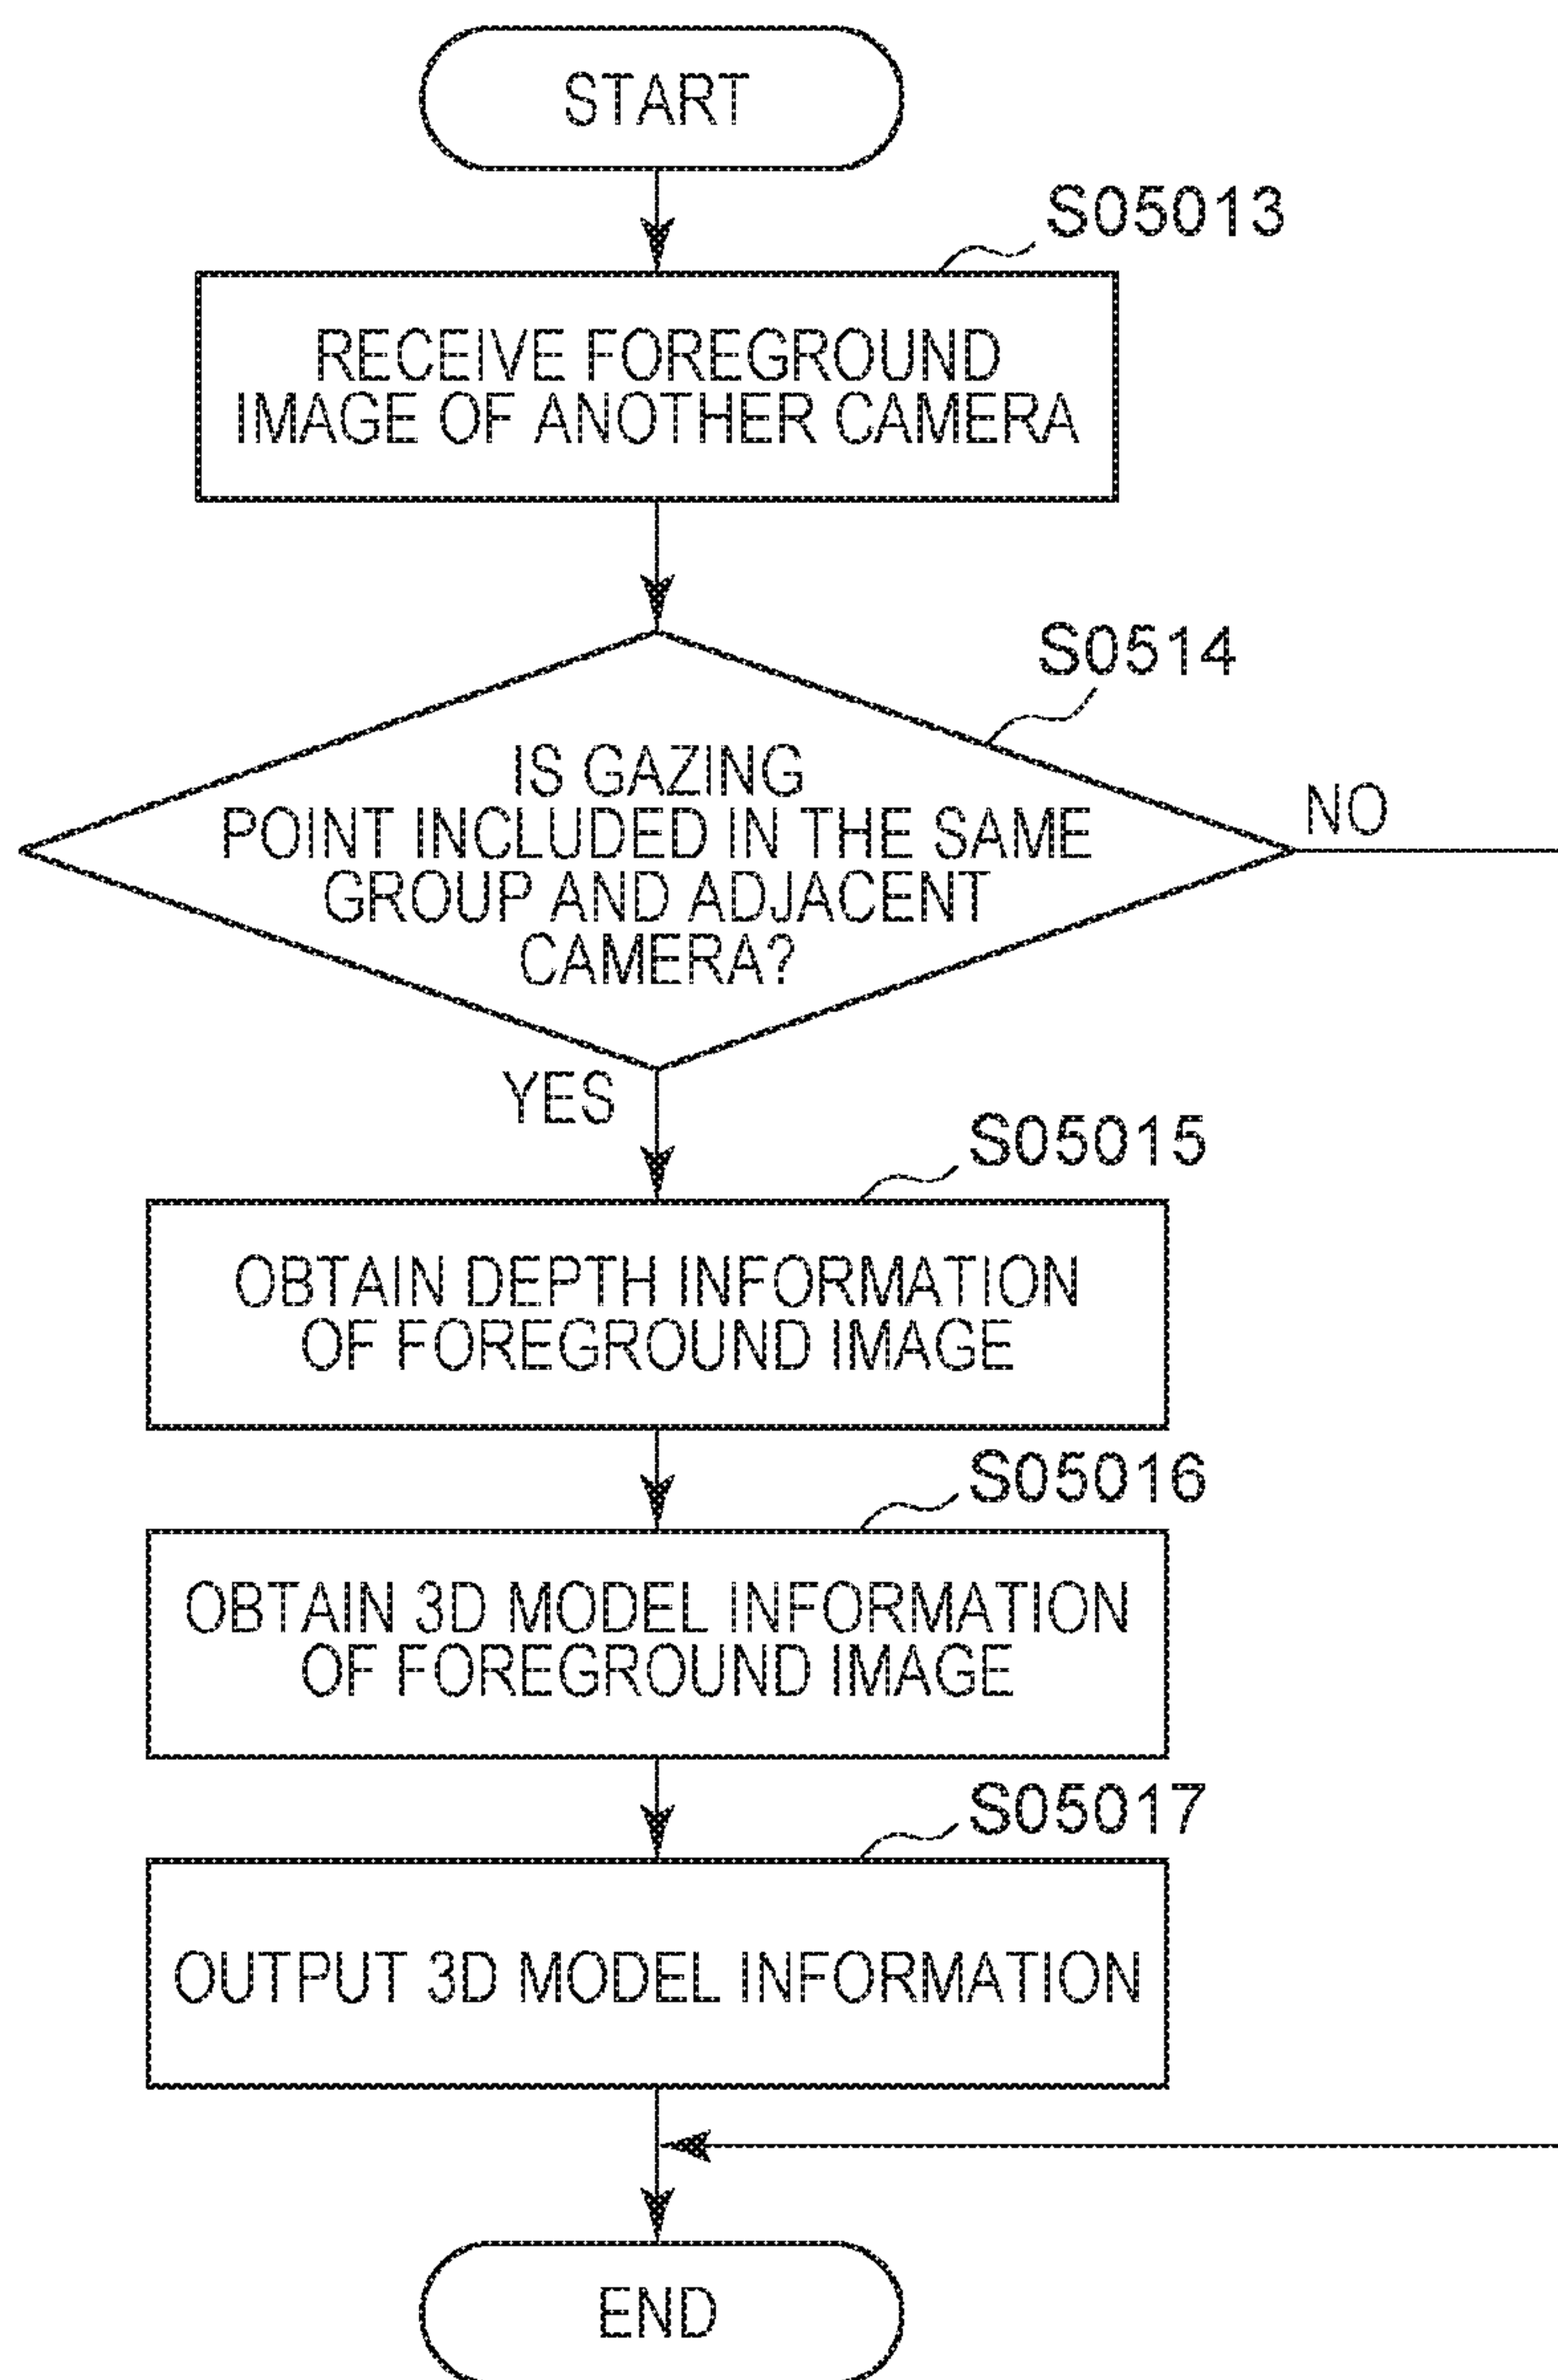 START
S05013
RECEIVE FOREGROUND
IMAGE OF ANOTHER CAMERA
S0514
IS GAZING
POINT INCLUDED IN THE SAME
GROUP AND ADJACENT
CAMERA?
NO
YES
S05015
OBTAIN DEPTH INFORMATION
OF FOREGROUND IMAGE
S05016
OBTAIN 3D MODEL INFORMATION
OF FOREGROUND IMAGE
S05017
OUTPUT 3D MODEL INFORMATION
END